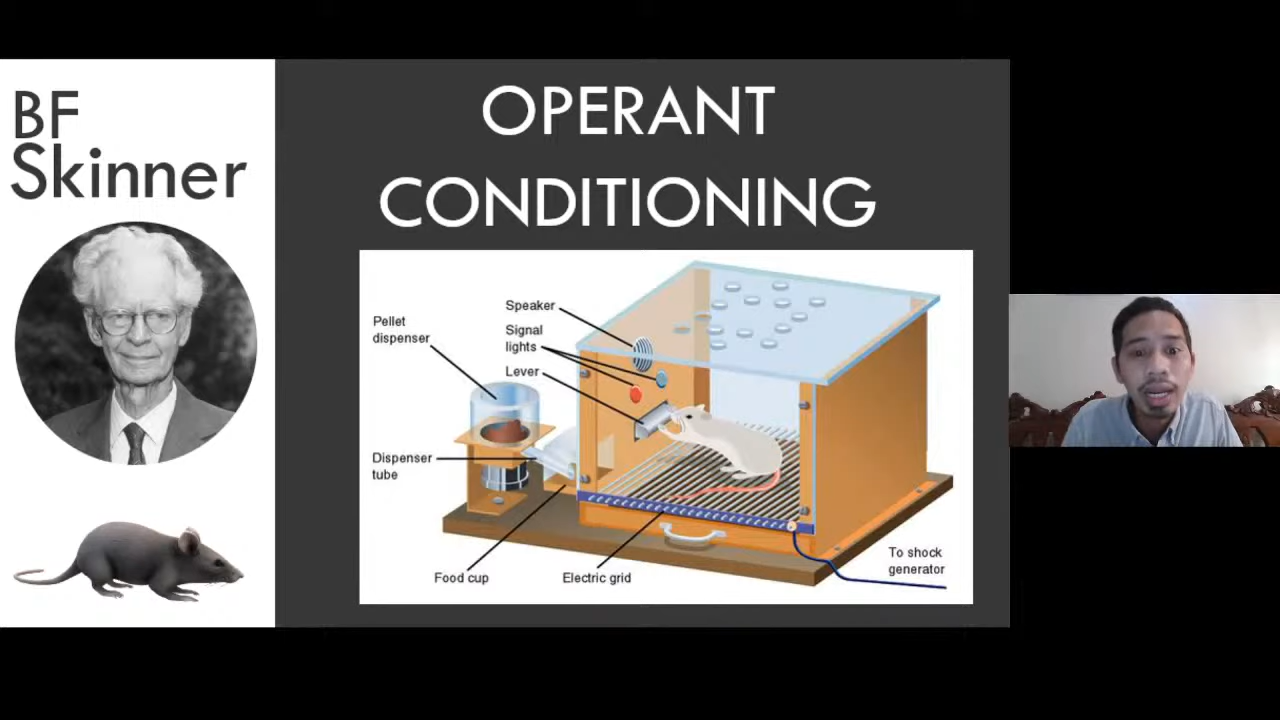 BF
Skinner
OPERANT
CONDITIONING
Speaker
Pellet
dispenser
Signal
lights
Lever
Dispenser
tube
Food cup
Electric grid
To shock
generator